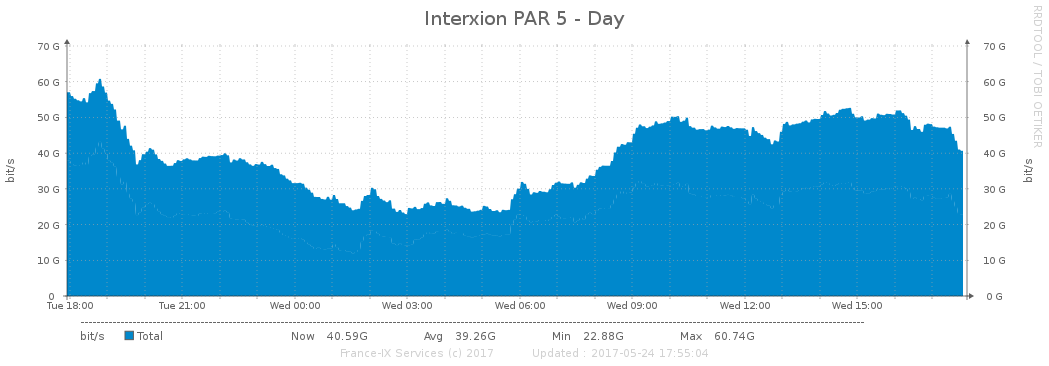 Interxion PAR 5 - Day
RRDTOOL / TOBI OETIKER
bit/s
bit/s
70 G 70 G
60 G 60 G
50 G 50 G
40 G 40 G
30 G 30 G
20 G 20 G
10 G 10 G
0 0 G
Tue 18:00 Tue 21:00 Wed 00:00 Wed 03:00 Wed 06:00 Wed 09:00 Wed 12:00 Wed 15:00
bit/s Total Now 40.59G Avg 39.26G Min 22.88G Max 60.74G
France-IX Services (c) 2017 Updated : 2017-05-24 17:55:04